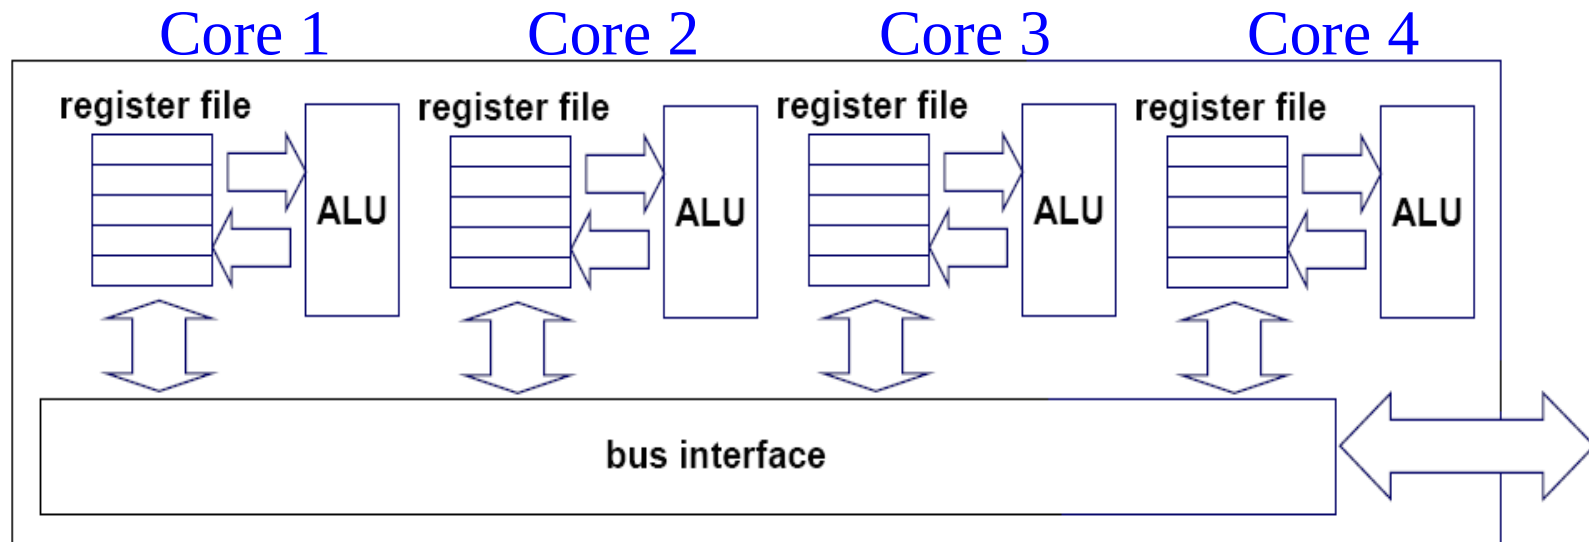 Core 1 Core 2 Core 3 Core 4
register file register file register file register file
ALU ALU ALU ALU
bus interface